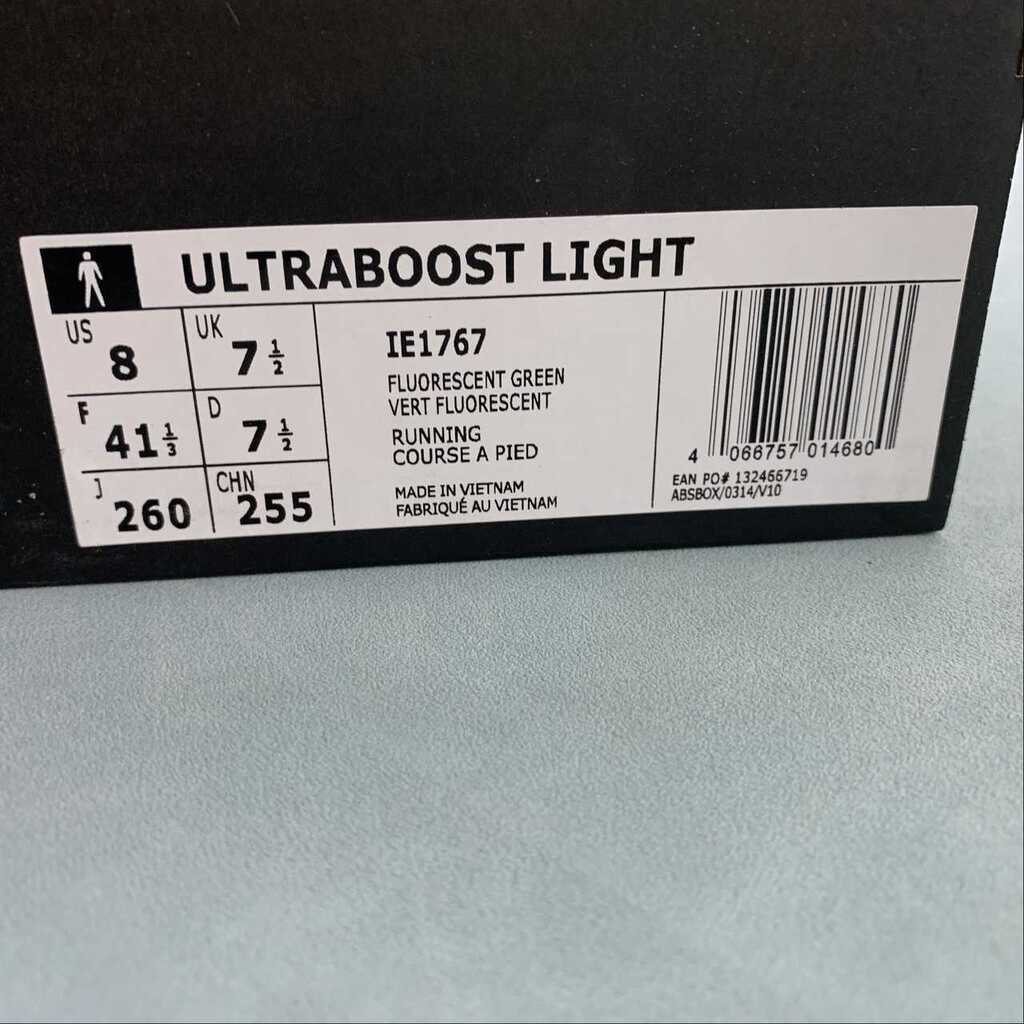 ULTRABOOST LIGHT
US 8
UK 7 1/2
F 41 1/3
D 7 1/2
J 260
CHN 255
IE1767
FLUORESCENT GREEN
VERT FLUORESCENT
RUNNING
COURSE A PIED
MADE IN VIETNAM
FABRIQUÉ AU VIETNAM
4 066757 014680
EAN PO# 132466719
ABSBOX/0314/V10